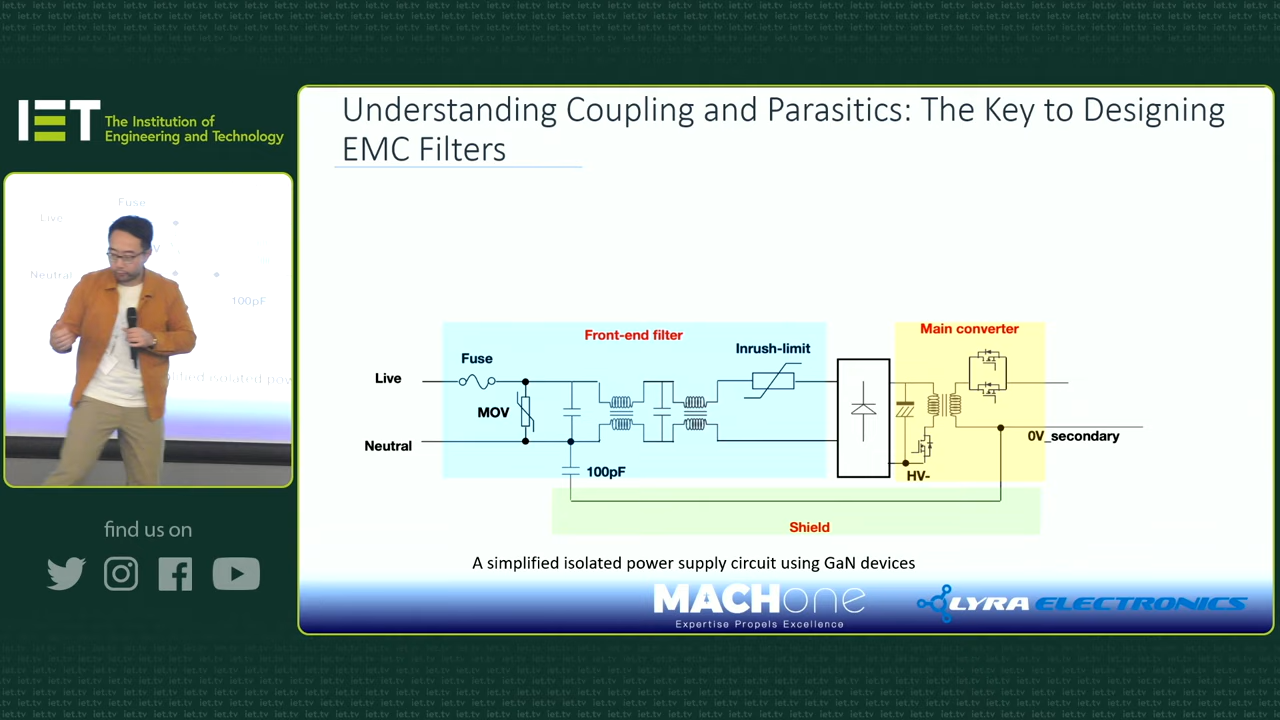 IET
The Institution of
Engineering and Technology
Understanding Coupling and Parasitics: The Key to Designing
EMC Filters
Fuse
Live
Neutral
100pF
find us on
Front-end filter
Main converter
Inrush-limit
Fuse
Live
MOV
Neutral
0V_secondary
100pF
HV-
Shield
A simplified isolated power supply circuit using GaN devices
MACHone
Expertise Propels Excellence
LYRA ELECTRONICS